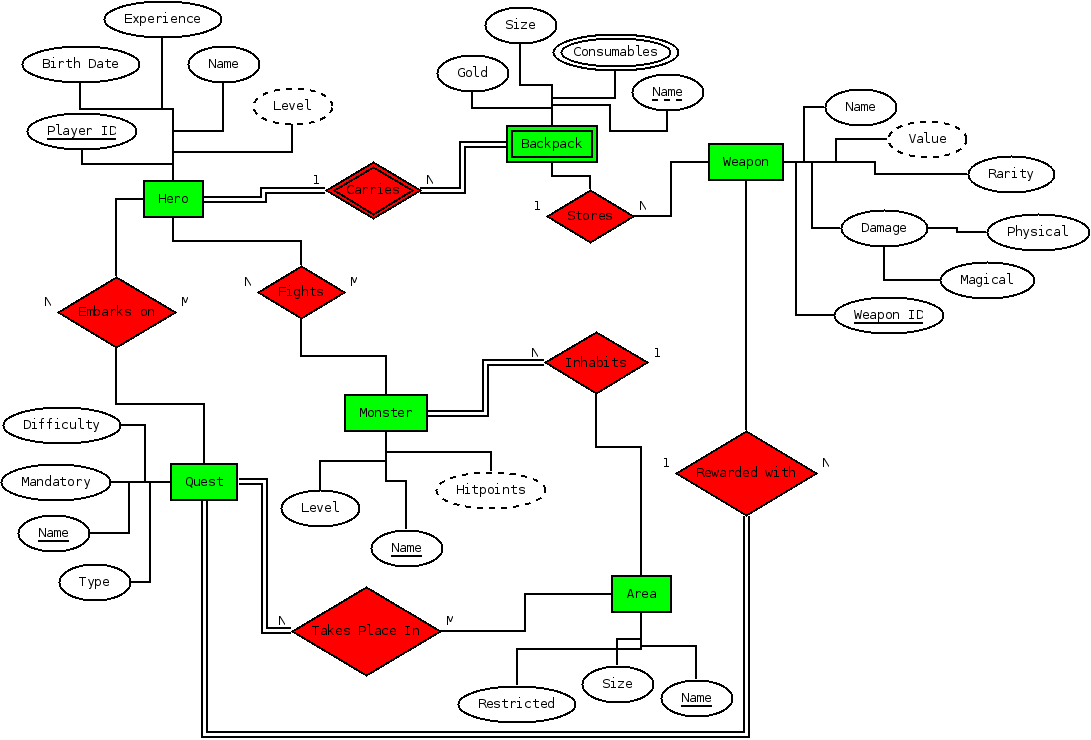 Experience
Size
Consumables
Birth Date
Name
Gold
Name
Level
Name
Player ID
Value
Backpack
Weapon
Rarity
1
Carries
N
Hero
1
Stores
N
Damage
Physical
Magical
N
Embarks on
M
N
Fights
M
Weapon ID
N
Inhabits
1
Monster
Difficulty
1
Rewarded with
N
Mandatory
Quest
Hitpoints
Level
Name
Name
Type
Area
N
Takes Place In
M
Restricted
Size
Name